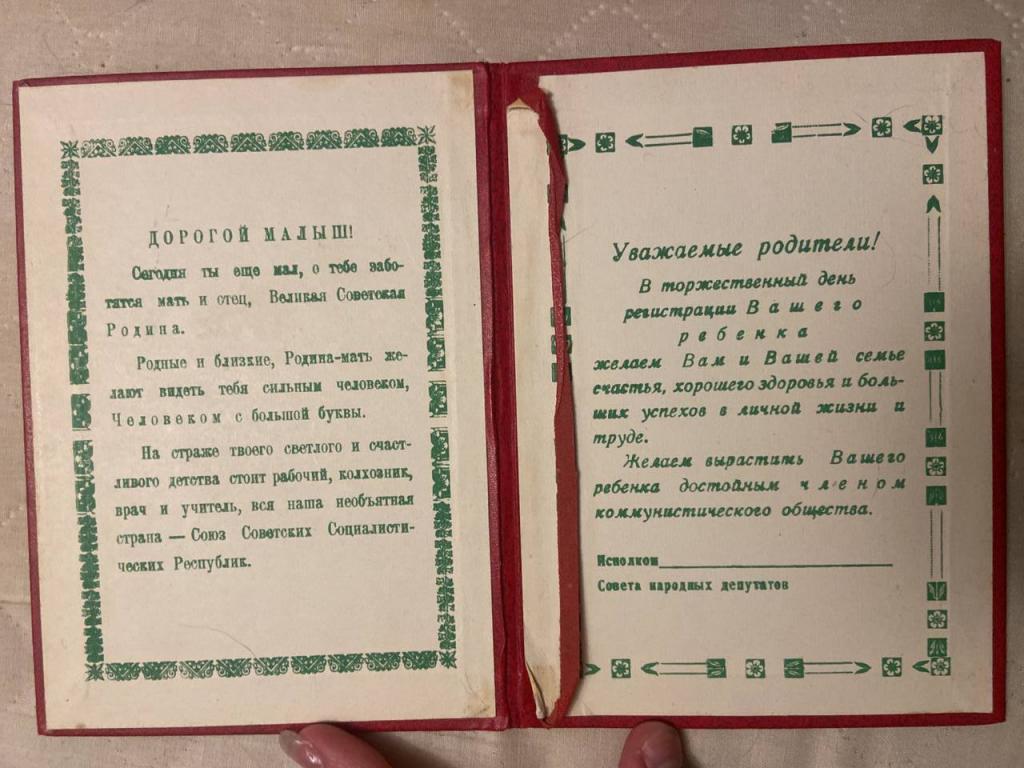 ДОРОГОЙ МАЛЫШ!
Сегодня ты еще мал, о тебе забо-
тятся мать и отец, Великая Советская
Родина.
Родные и близкие, Родина-мать же-
лают видеть тебя сильным человеком,
Человеком с большой буквы.
На страже твоего светлого и счаст-
ливого детства стоит рабочий, колхозник,
врач и учитель, вся наша необъятная
страна — Союз Советских Социалисти-
ческих Республик.
Уважаемые родители!
В торжественный день
регистрации Вашего
ребенка
желаем Вам и Вашей семье
счастья, хорошего здоровья и боль-
ших успехов в личной жизни и
труде.
Желаем вырастить Вашего
ребенка достойным членом
коммунистического общества.
Исполком
Совета народных депутатов